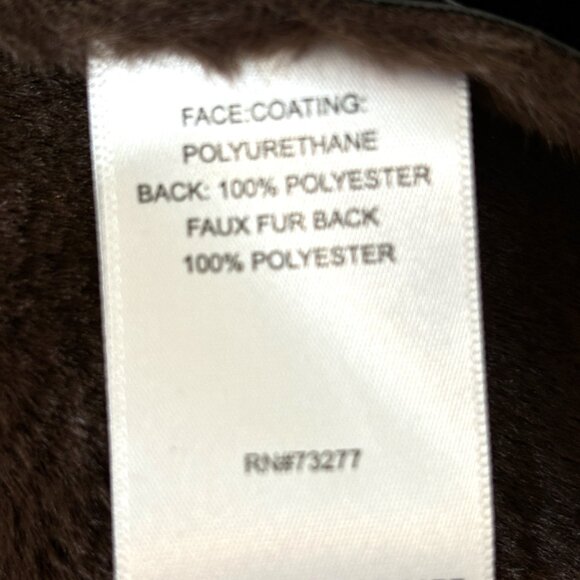 FACE:COATING:
POLYURETHANE
BACK: 100% POLYESTER
FAUX FUR BACK
100% POLYESTER
RN#73277